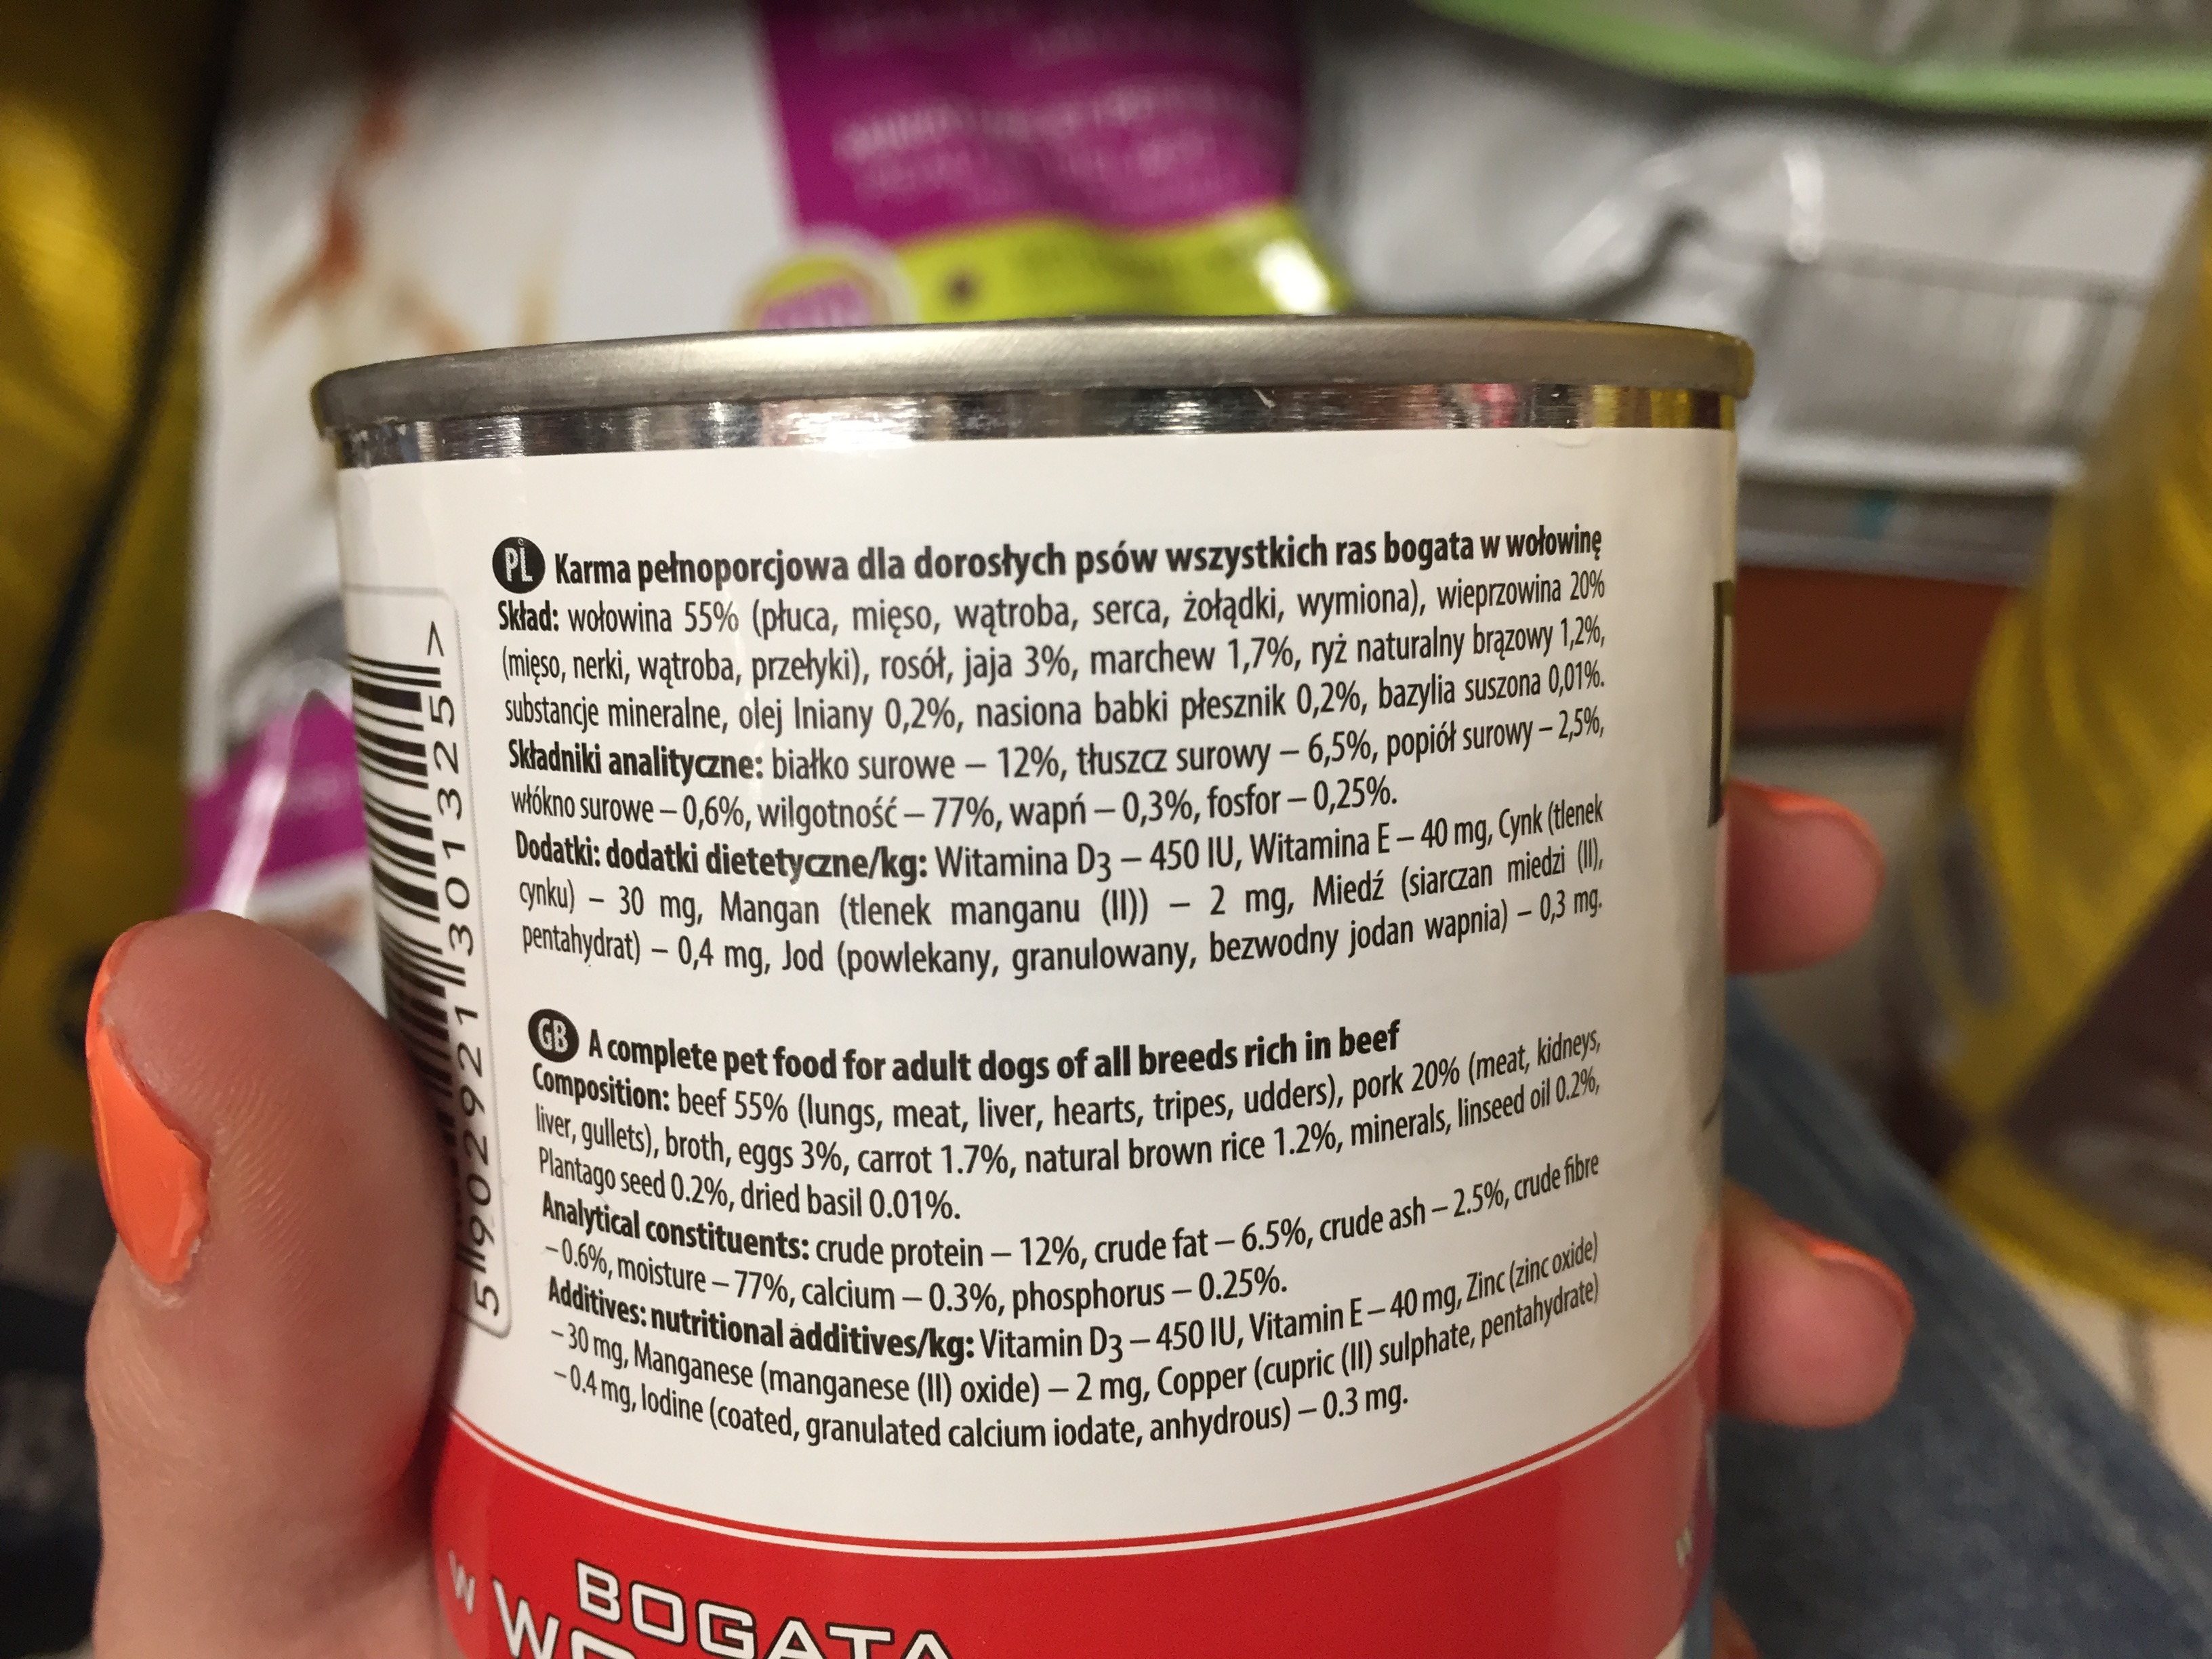 PL Karma pełnoporcjowa dla dorosłych psów wszystkich ras bogata w wołowinę
Skład: wołowina 55% (płuca, mięso, wątroba, serca, żołądki, wymiona), wieprzowina 20%
(mięso, nerki, wątroba, przełyki), rosół, jaja 3%, marchew 1,7%, ryż naturalny brązowy 1,2%,
substancje mineralne, olej lniany 0,2%, nasiona babki płesznik 0,2%, bazylia suszona 0,01%.
Składniki analityczne: białko surowe – 12%, tłuszcz surowy – 6,5%, popiół surowy – 2,5%,
włókno surowe – 0,6%, wilgotność – 77%, wapń – 0,3%, fosfor – 0,25%.
Dodatki: dodatki dietetyczne/kg: Witamina D3 – 450 IU, Witamina E – 40 mg, Cynk (tlenek
cynku) – 30 mg, Mangan (tlenek manganu (II)) – 2 mg, Miedź (siarczan miedzi (II),
pentahydrat) – 0,4 mg, Jod (powlekany, granulowany, bezwodny jodan wapnia) – 0,3 mg.
GB A complete pet food for adult dogs of all breeds rich in beef
Composition: beef 55% (lungs, meat, liver, hearts, tripes, udders), pork 20% (meat, kidneys,
liver, gullets), broth, eggs 3%, carrot 1.7%, natural brown rice 1.2%, minerals, linseed oil 0.2%,
Plantago seed 0.2%, dried basil 0.01%.
Analytical constituents: crude protein – 12%, crude fat – 6.5%, crude ash – 2.5%, crude fibre
– 0.6%, moisture – 77%, calcium – 0.3%, phosphorus – 0.25%.
Additives: nutritional additives/kg: Vitamin D3 – 450 IU, Vitamin E – 40 mg, Zinc (zinc oxide)
– 30 mg, Manganese (manganese (II) oxide) – 2 mg, Copper (cupric (II) sulphate, pentahydrate)
– 0.4 mg, Iodine (coated, granulated calcium iodate, anhydrous) – 0.3 mg.
5 902921 301325 >
BOGATA